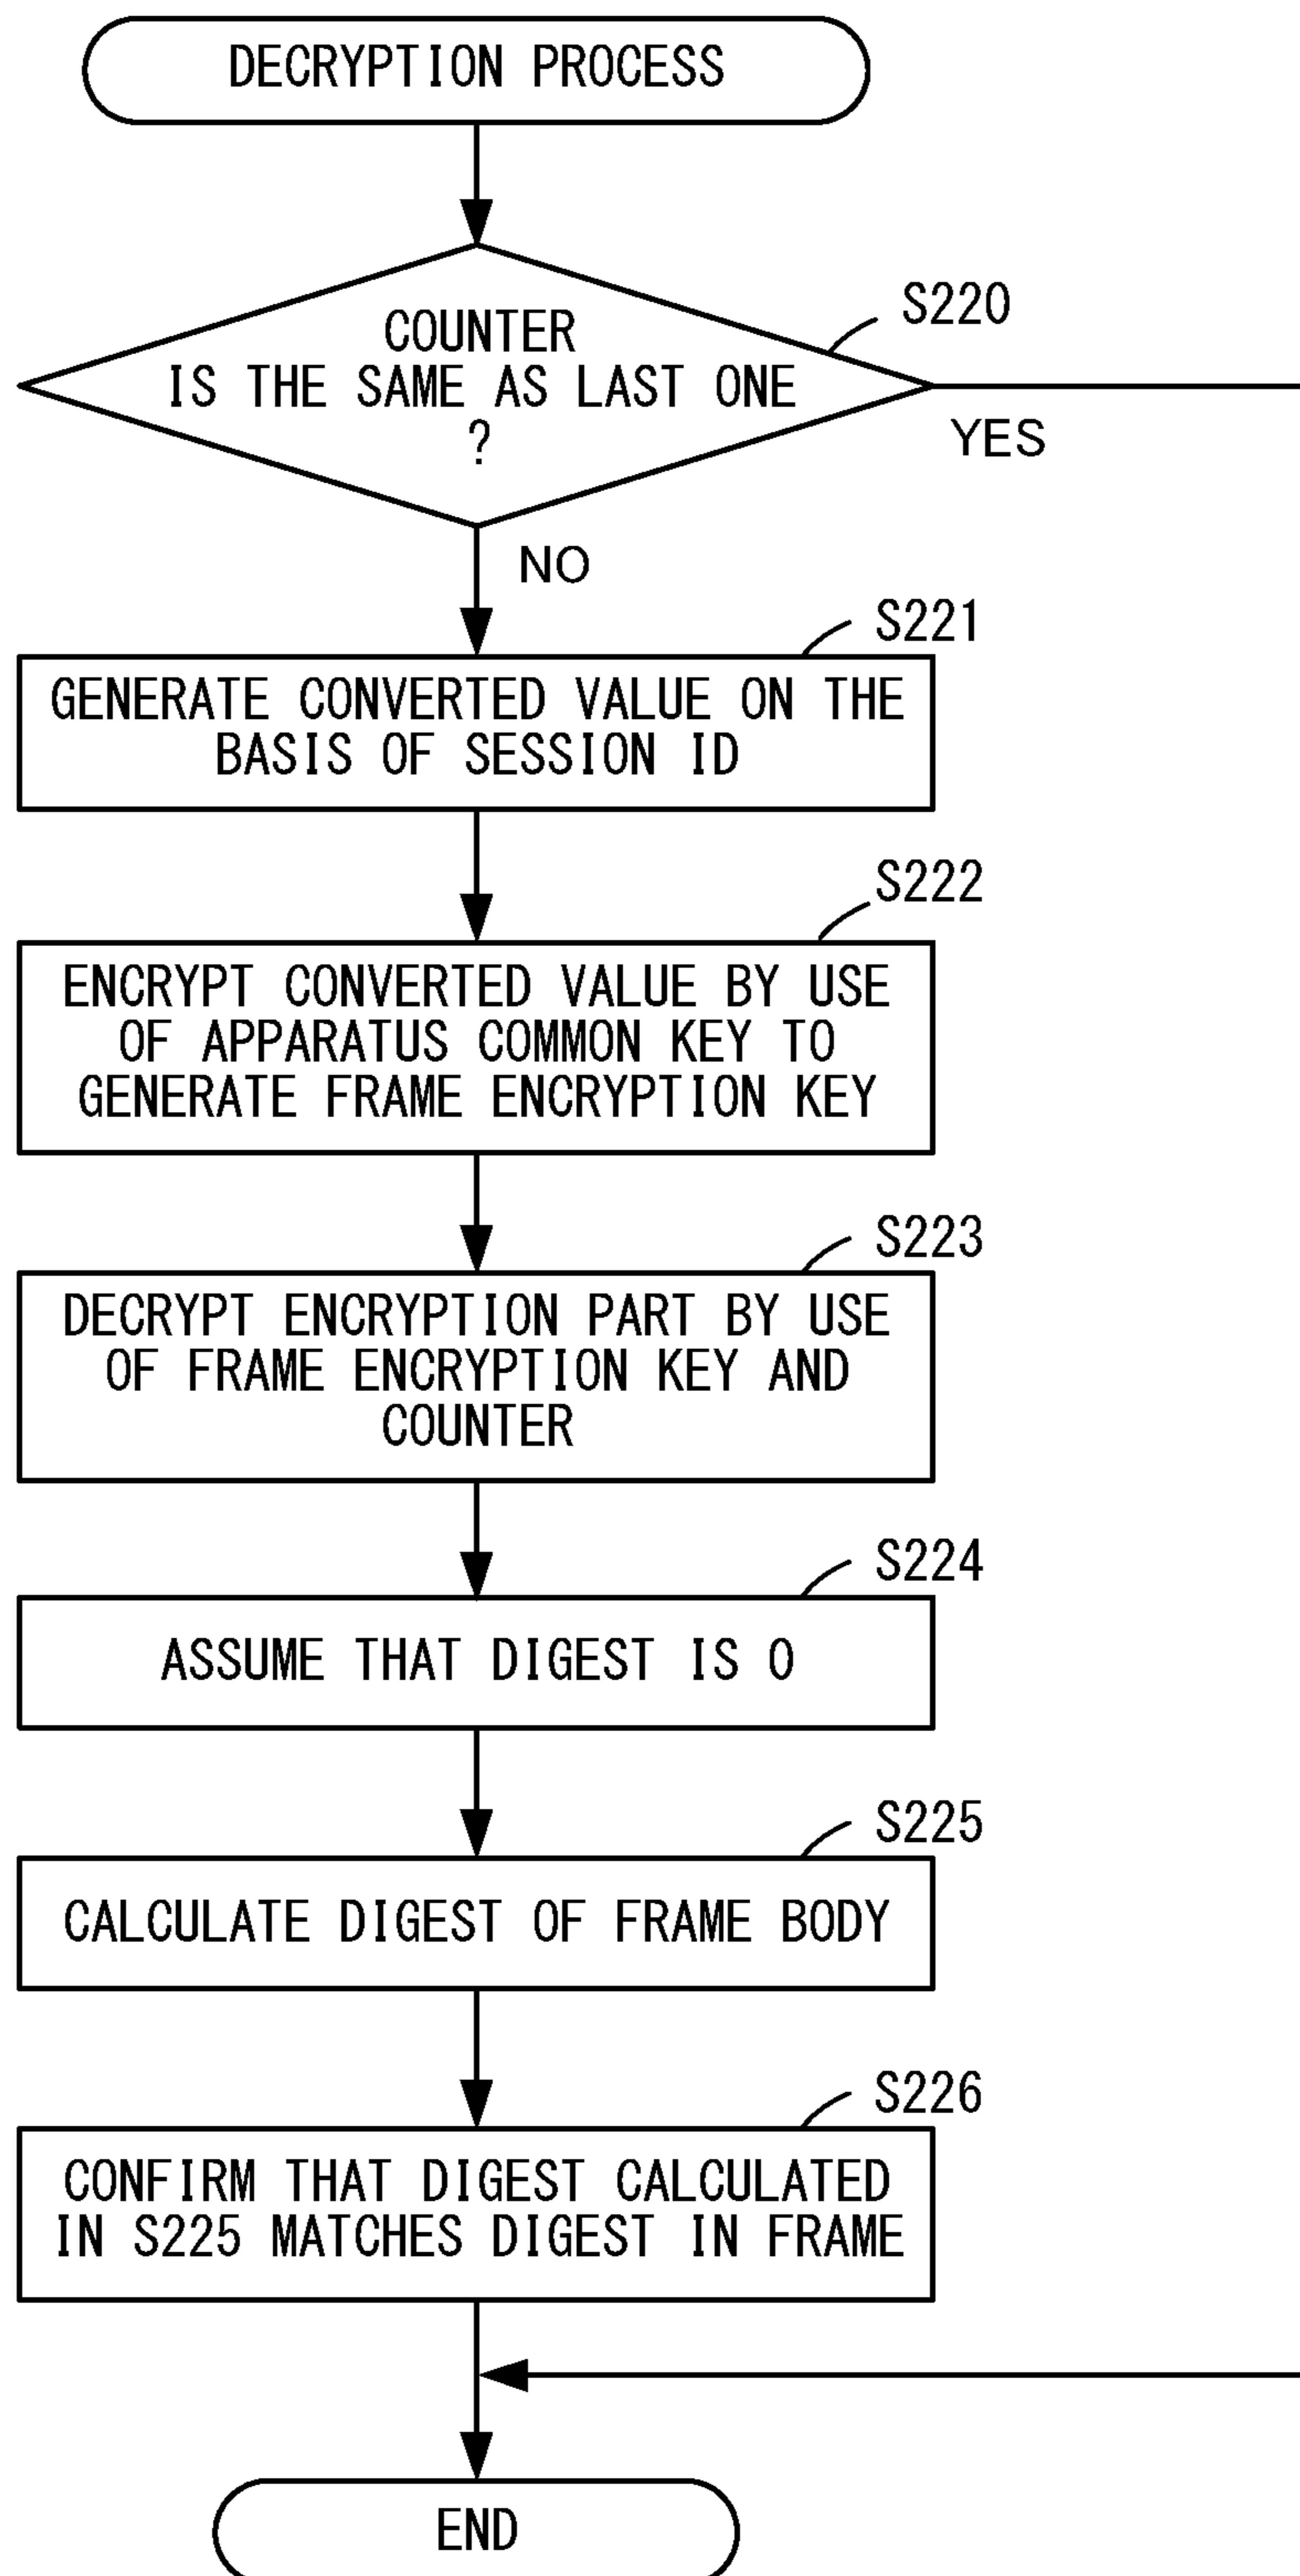 DECRYPTION PROCESS
COUNTER
IS THE SAME AS LAST ONE
?
S220
YES
NO
S221
GENERATE CONVERTED VALUE ON THE
BASIS OF SESSION ID
S222
ENCRYPT CONVERTED VALUE BY USE
OF APPARATUS COMMON KEY TO
GENERATE FRAME ENCRYPTION KEY
S223
DECRYPT ENCRYPTION PART BY USE
OF FRAME ENCRYPTION KEY AND
COUNTER
S224
ASSUME THAT DIGEST IS 0
S225
CALCULATE DIGEST OF FRAME BODY
S226
CONFIRM THAT DIGEST CALCULATED
IN S225 MATCHES DIGEST IN FRAME
END